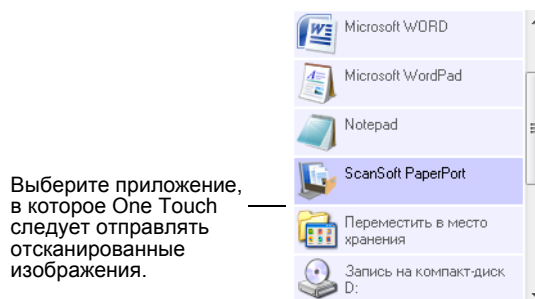 Microsoft WORD
Microsoft WordPad
Notepad
ScanSoft PaperPort
Переместить в место
хранения
Запись на компакт-диск
D:
Выберите приложение,
в которое One Touch
следует отправлять
отсканированные
изображения.